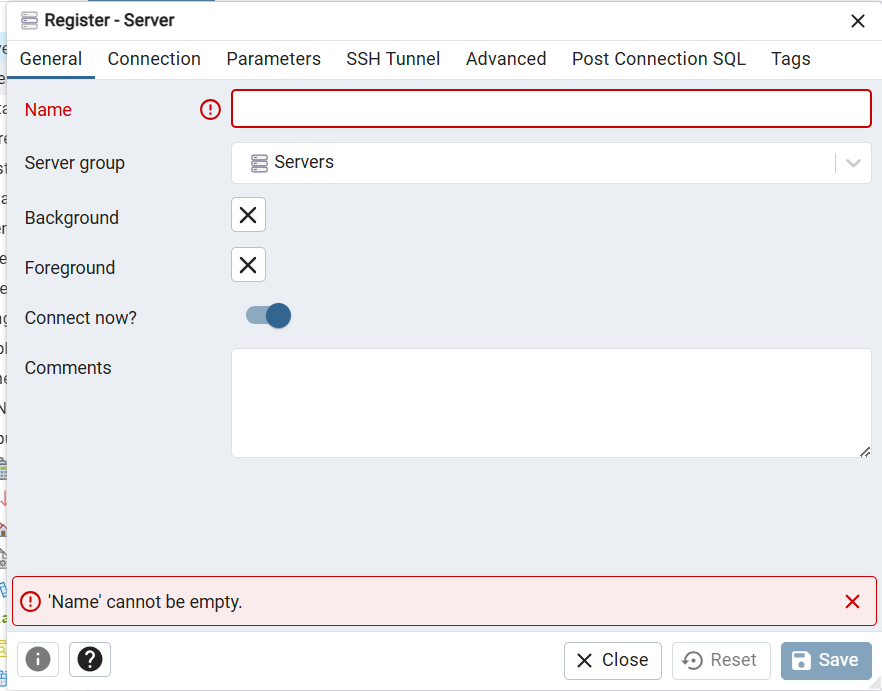 Register - Server
General Connection Parameters SSH Tunnel Advanced Post Connection SQL Tags
Name
Server group Servers
Background
Foreground
Connect now?
Comments
'Name' cannot be empty.
Close Reset Save